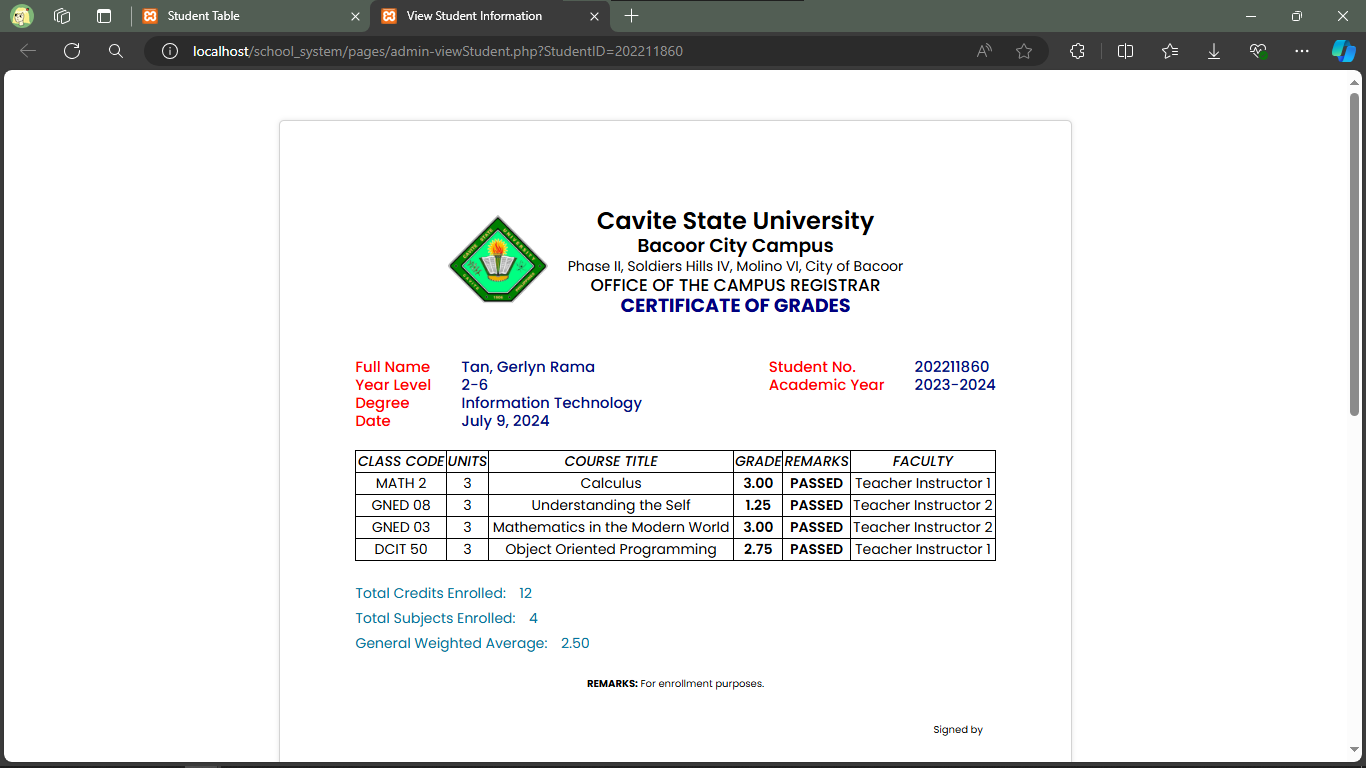 Student Table
View Student Information
localhost/school_system/pages/admin-viewStudent.php?StudentID=202211860
Cavite State University
Bacoor City Campus
Phase II, Soldiers Hills IV, Molino VI, City of Bacoor
OFFICE OF THE CAMPUS REGISTRAR
CERTIFICATE OF GRADES
Full Name Tan, Gerlyn Rama Student No. 202211860
Year Level 2-6 Academic Year 2023-2024
Degree Information Technology
Date July 9, 2024
CLASS CODE UNITS COURSE TITLE GRADE REMARKS FACULTY
MATH 2 3 Calculus 3.00 PASSED Teacher Instructor 1
GNED 08 3 Understanding the Self 1.25 PASSED Teacher Instructor 2
GNED 03 3 Mathematics in the Modern World 3.00 PASSED Teacher Instructor 2
DCIT 50 3 Object Oriented Programming 2.75 PASSED Teacher Instructor 1
Total Credits Enrolled: 12
Total Subjects Enrolled: 4
General Weighted Average: 2.50
REMARKS: For enrollment purposes.
Signed by